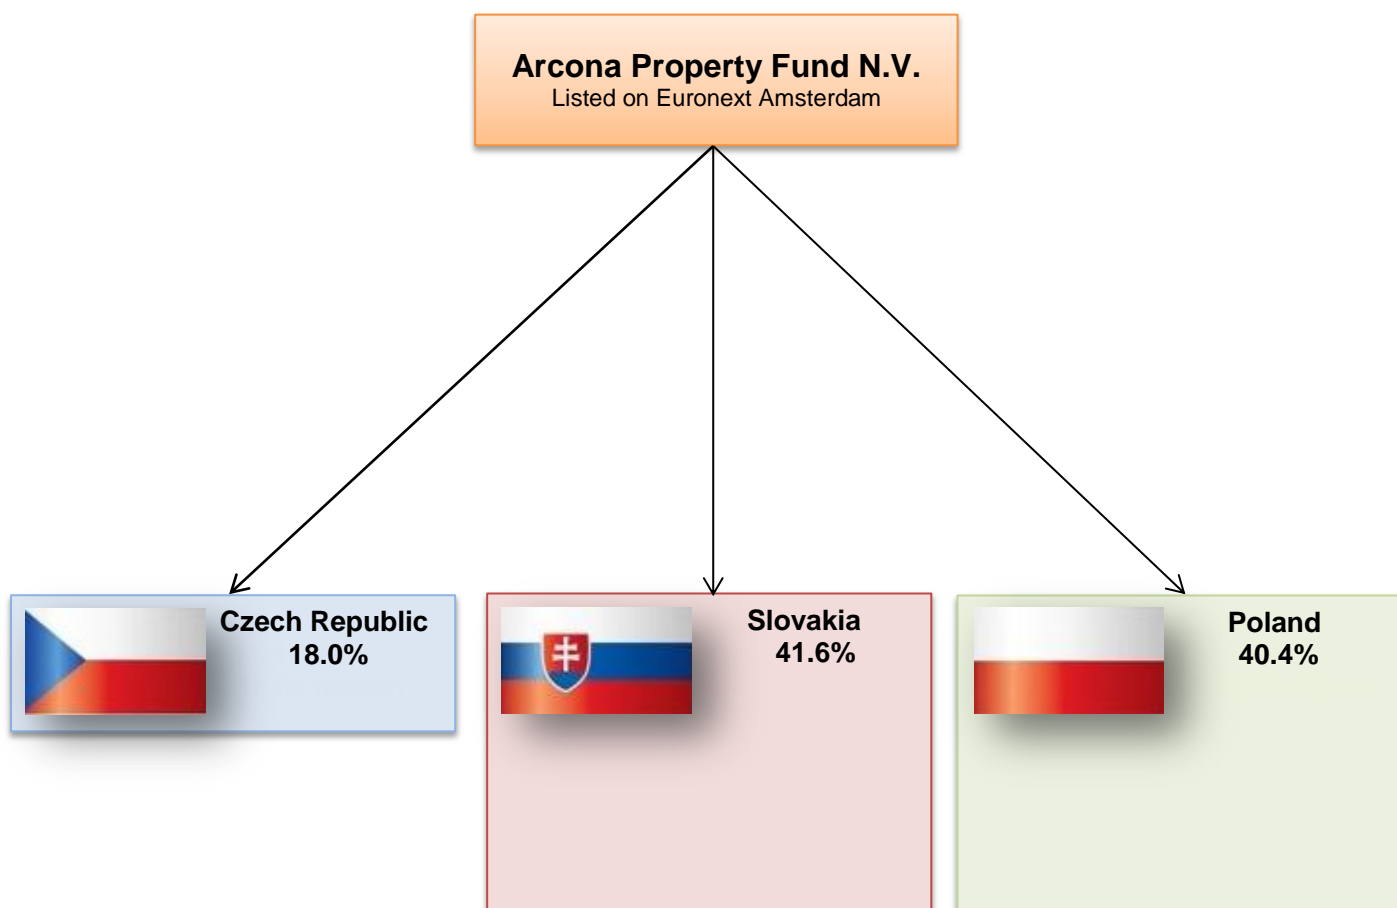 Arcona Property Fund N.V.
Listed on Euronext Amsterdam
Czech Republic
18.0%
Slovakia
41.6%
Poland
40.4%